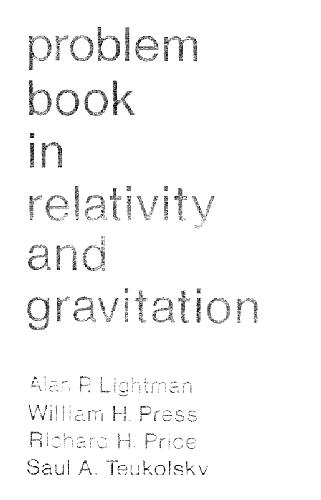 problem
book
in
relativity
and
gravitation
Alan P. Lightman
William H. Press
Richard H. Price
Saul A. Teukolsky